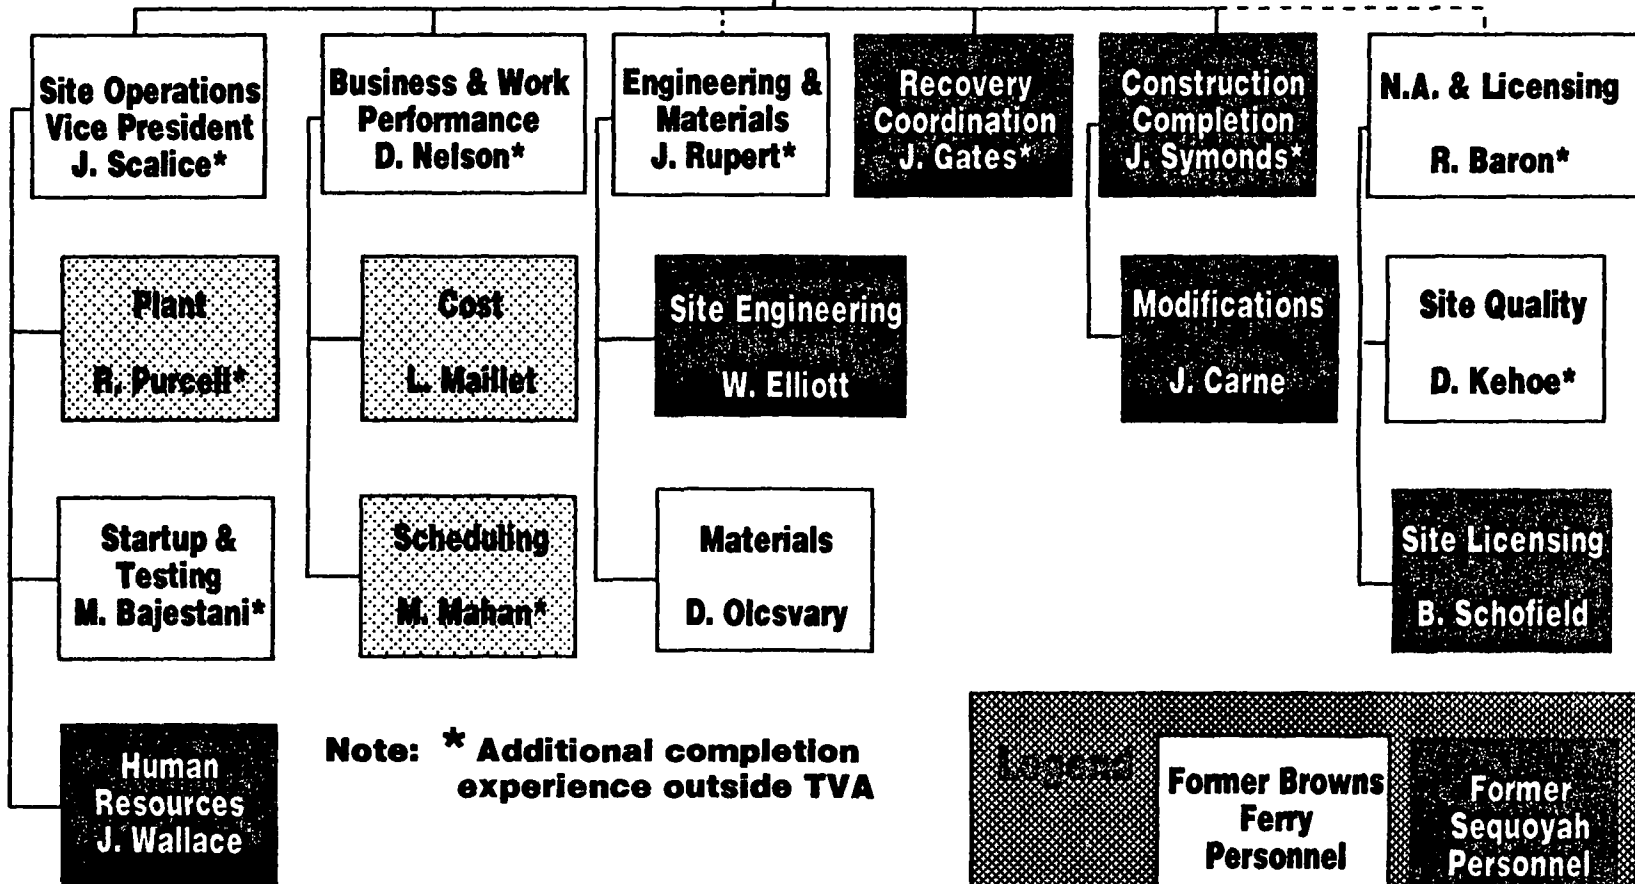 Site Operations
Vice President
J. Scalice*
Business & Work
Performance
D. Nelson*
Engineering &
Materials
J. Rupert*
Recovery
Coordination
J. Gates*
Construction
Completion
J. Symonds*
N.A. & Licensing
R. Baron*
Plant
R. Purcell*
Cost
L. Maillet
Site Engineering
W. Elliott
Modifications
J. Carne
Site Quality
D. Kehoe*
Startup &
Testing
M. Bajestani*
Scheduling
M. Mahan*
Materials
D. Olcsvary
Site Licensing
B. Schofield
Human
Resources
J. Wallace
Note: * Additional completion
experience outside TVA
Legend
Former Browns
Ferry
Personnel
Former
Sequoyah
Personnel